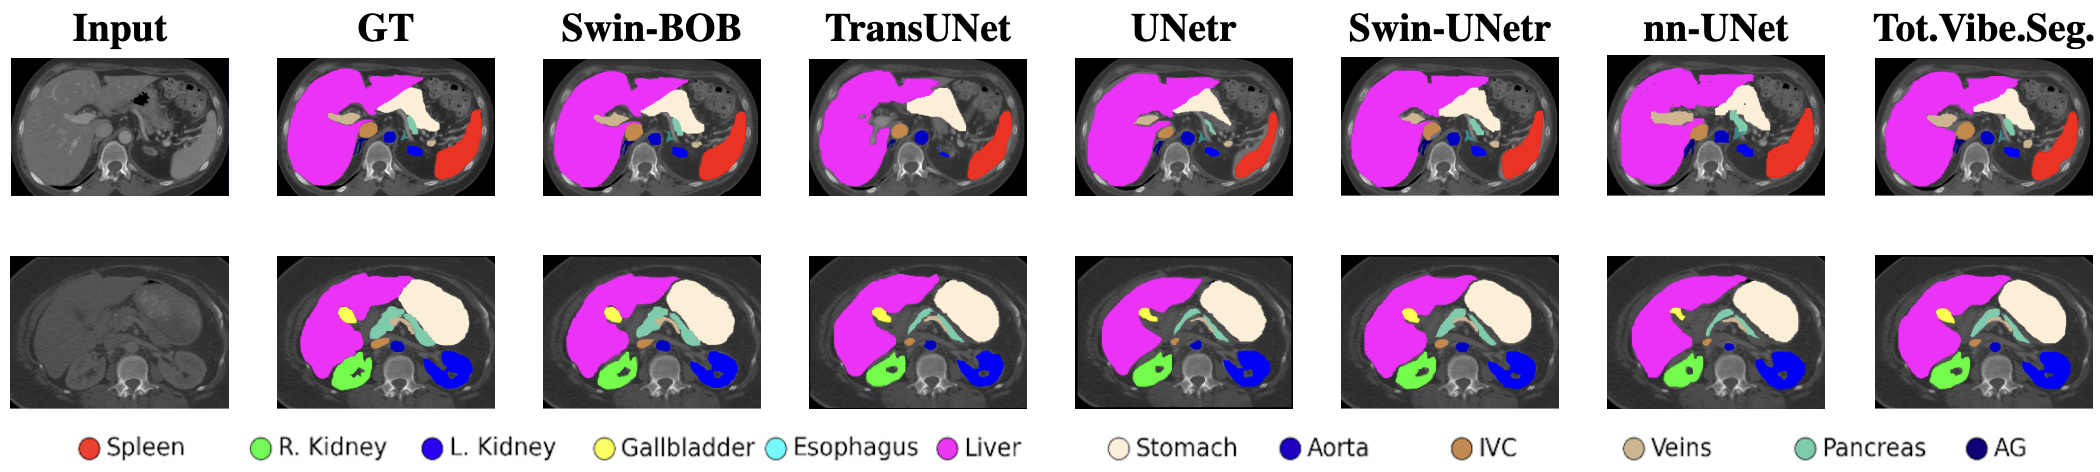 Input GT Swin-BOB TransUNet UNetr Swin-UNetr nn-UNet Tot.Vibe.Seg.
Spleen R. Kidney L. Kidney Gallbladder Esophagus Liver Stomach Aorta IVC Veins Pancreas AG